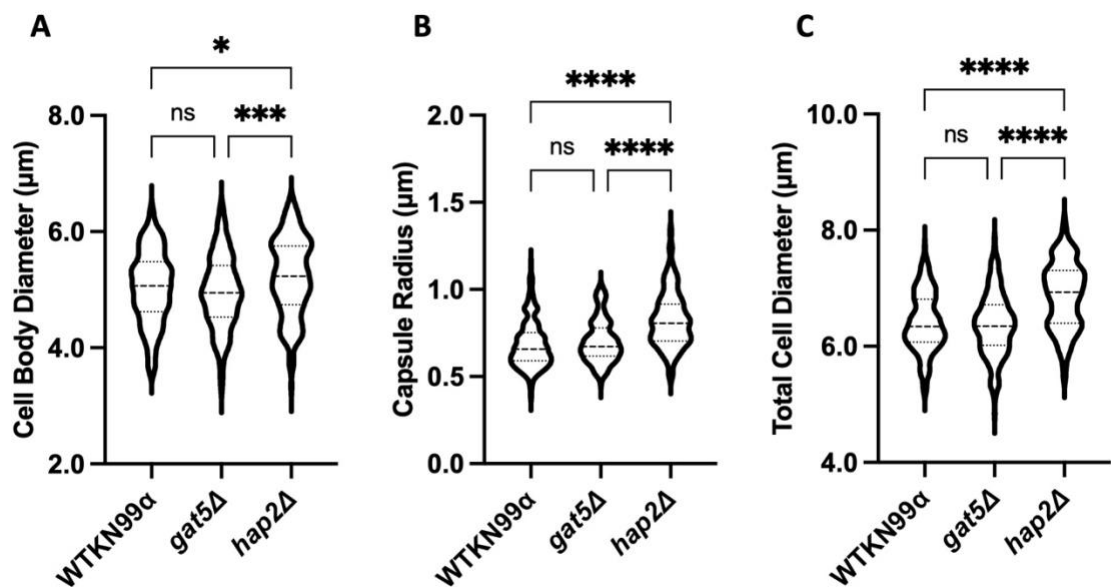 A
*
ns
***
Cell Body Diameter (µm)
8.0
6.0
4.0
2.0
WTKN99α
gat5Δ
hap2Δ
B
****
ns
****
Capsule Radius (µm)
2.0
1.5
1.0
0.5
0.0
WTKN99α
gat5Δ
hap2Δ
C
****
ns
****
Total Cell Diameter (µm)
10.0
8.0
6.0
4.0
WTKN99α
gat5Δ
hap2Δ